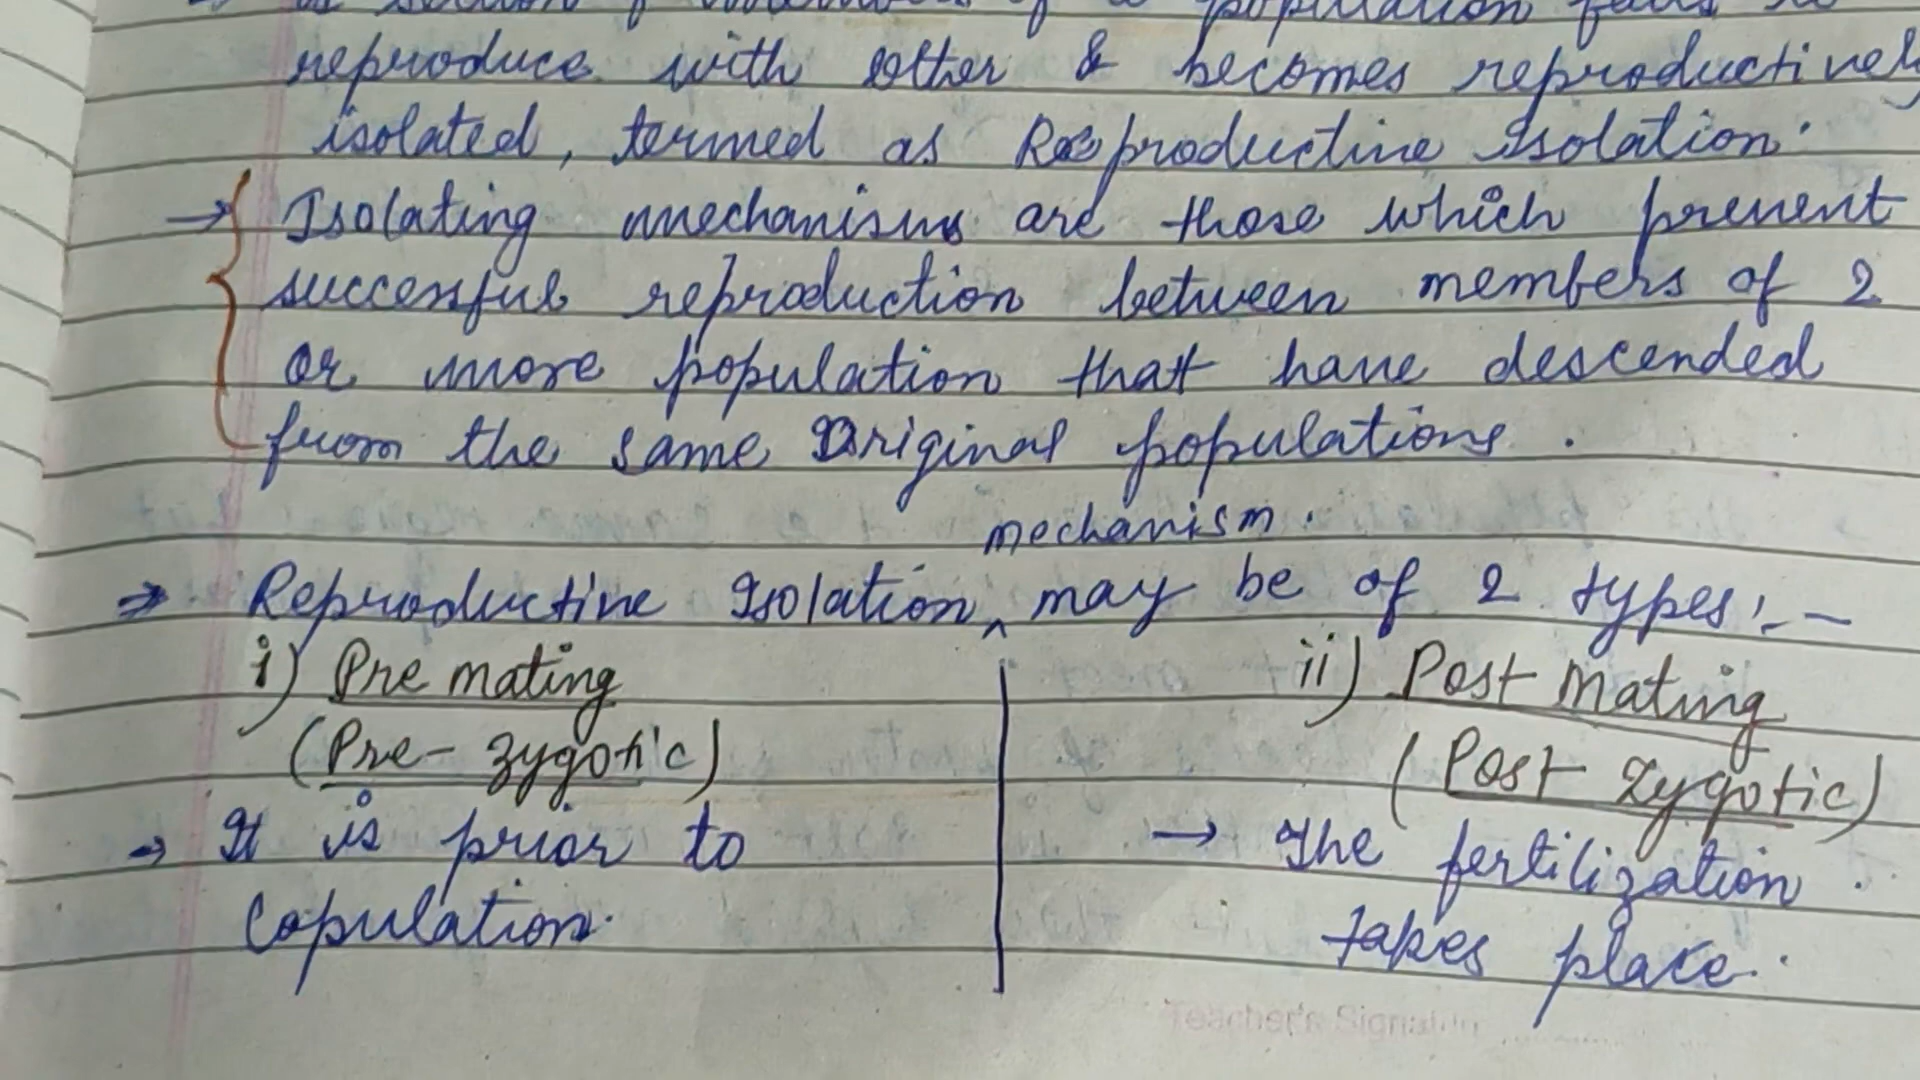 population fails to
reproduce with other & becomes reproductively
isolated, termed as Reproductive Isolation.
→ Isolating mechanisms are those which prevent
successful reproduction between members of 2
or more population that have descended
from the same Original populations.
mechanism.
⇒ Reproductive Isolation ^ may be of 2 types:-
i) Pre mating
(Pre-zygotic)
→ It is prior to
Copulation.
ii) Post Mating
(Post Zygotic)
→ The fertilization
takes place.
Teacher's Signature